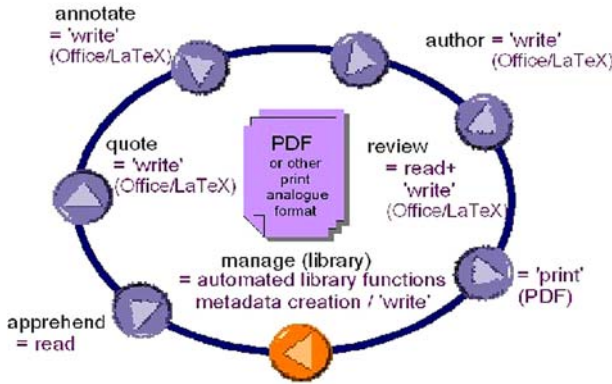 annotate
= 'write'
(Office/LaTeX)
author = 'write'
(Office/LaTeX)
quote
= 'write'
(Office/LaTeX)
PDF
or other
print
analogue
format
review
= read+
'write'
(Office/LaTeX)
manage (library)
= automated library functions
metadata creation / 'write'
= 'print'
(PDF)
apprehend
= read